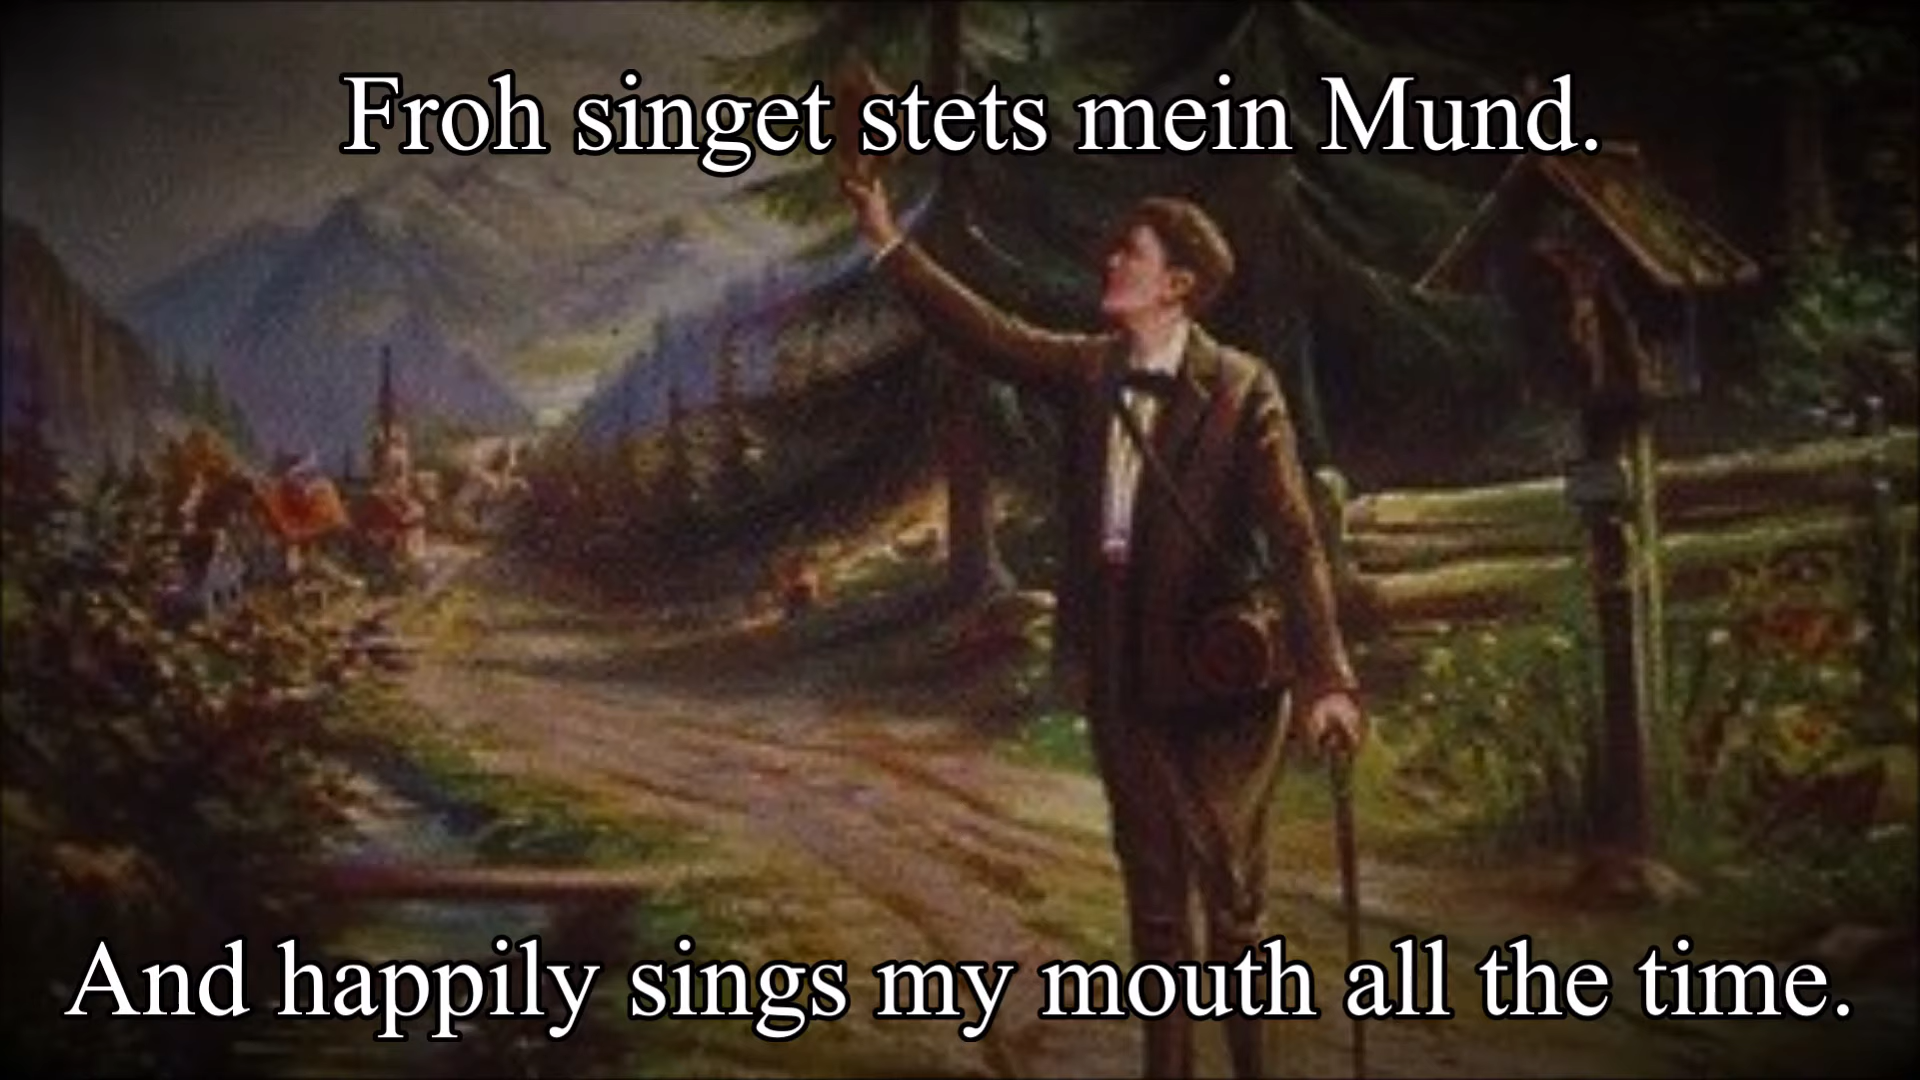 Froh singet stets mein Mund.
And happily sings my mouth all the time.